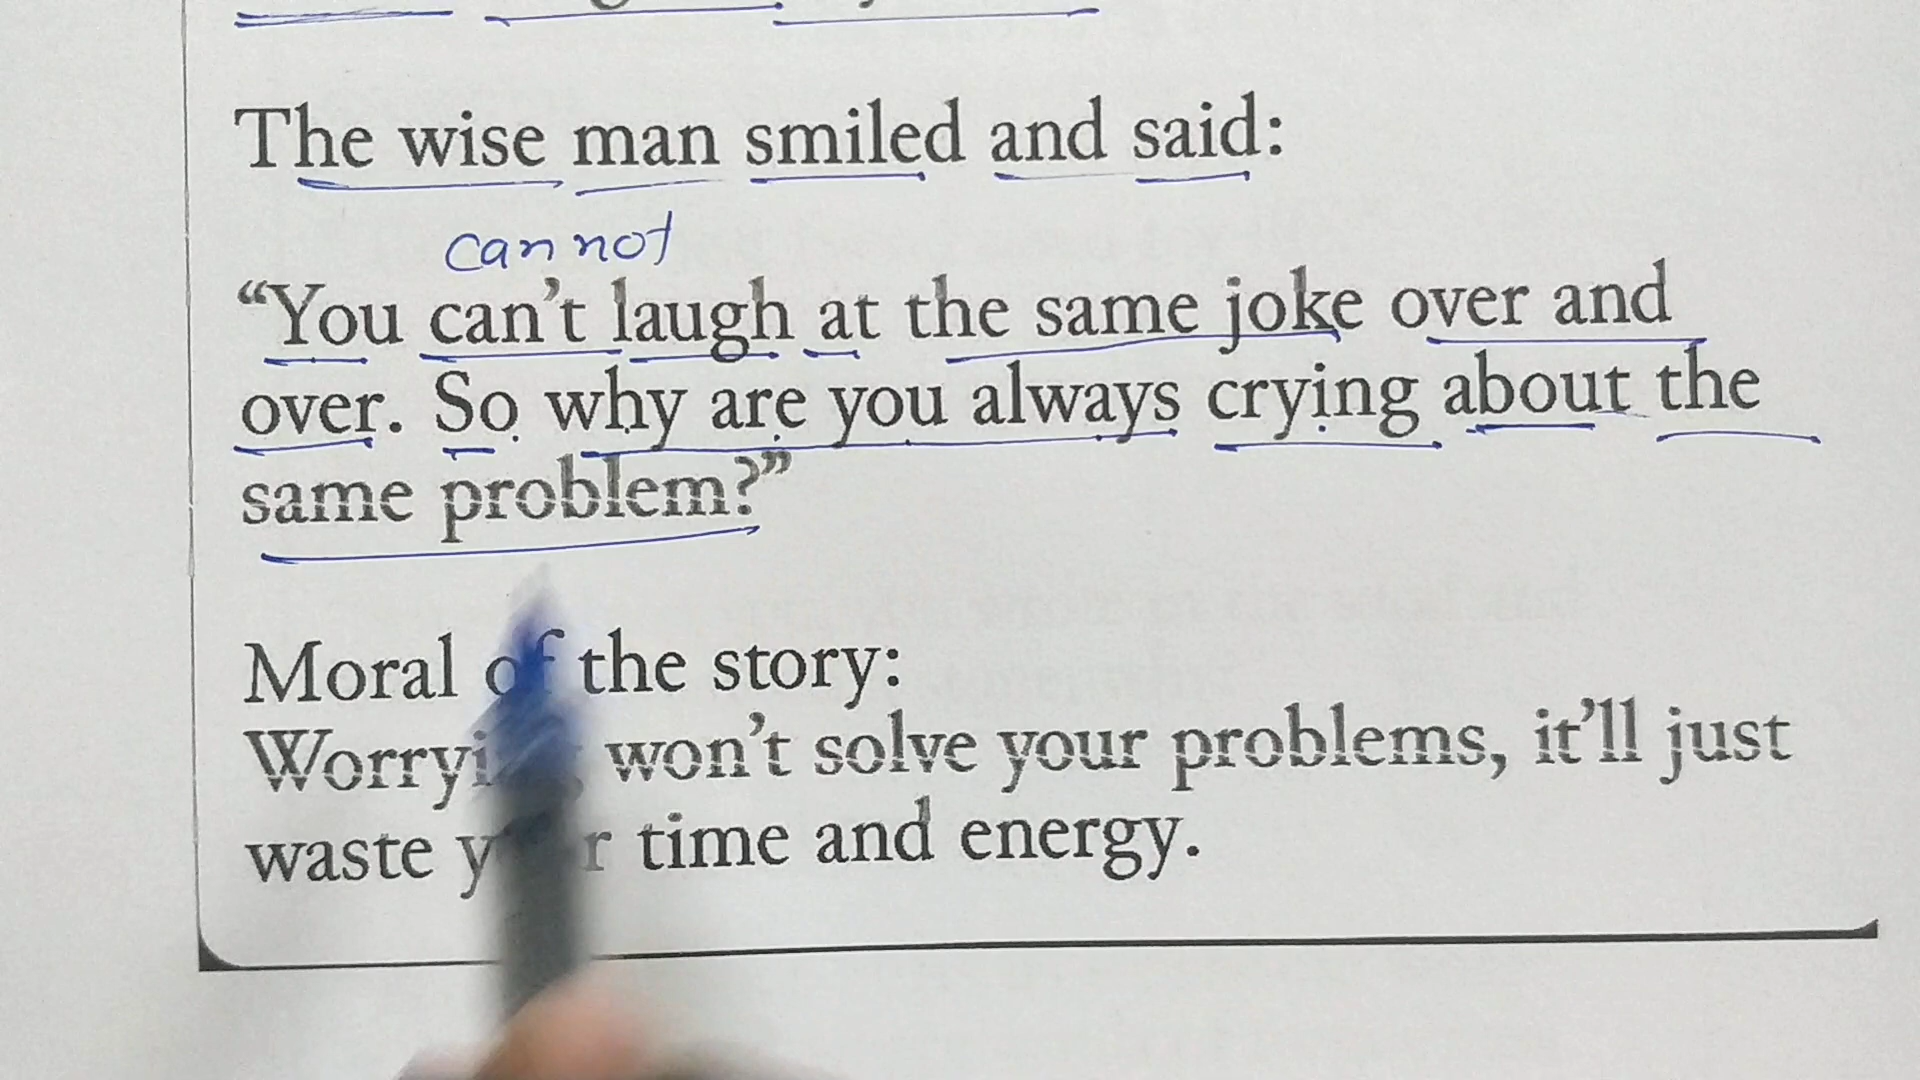 The wise man smiled and said:
cannot
“You can’t laugh at the same joke over and
over. So why are you always crying about the
same problem?”
Moral of the story:
won’t solve your problems, it’ll just
waste time and energy.